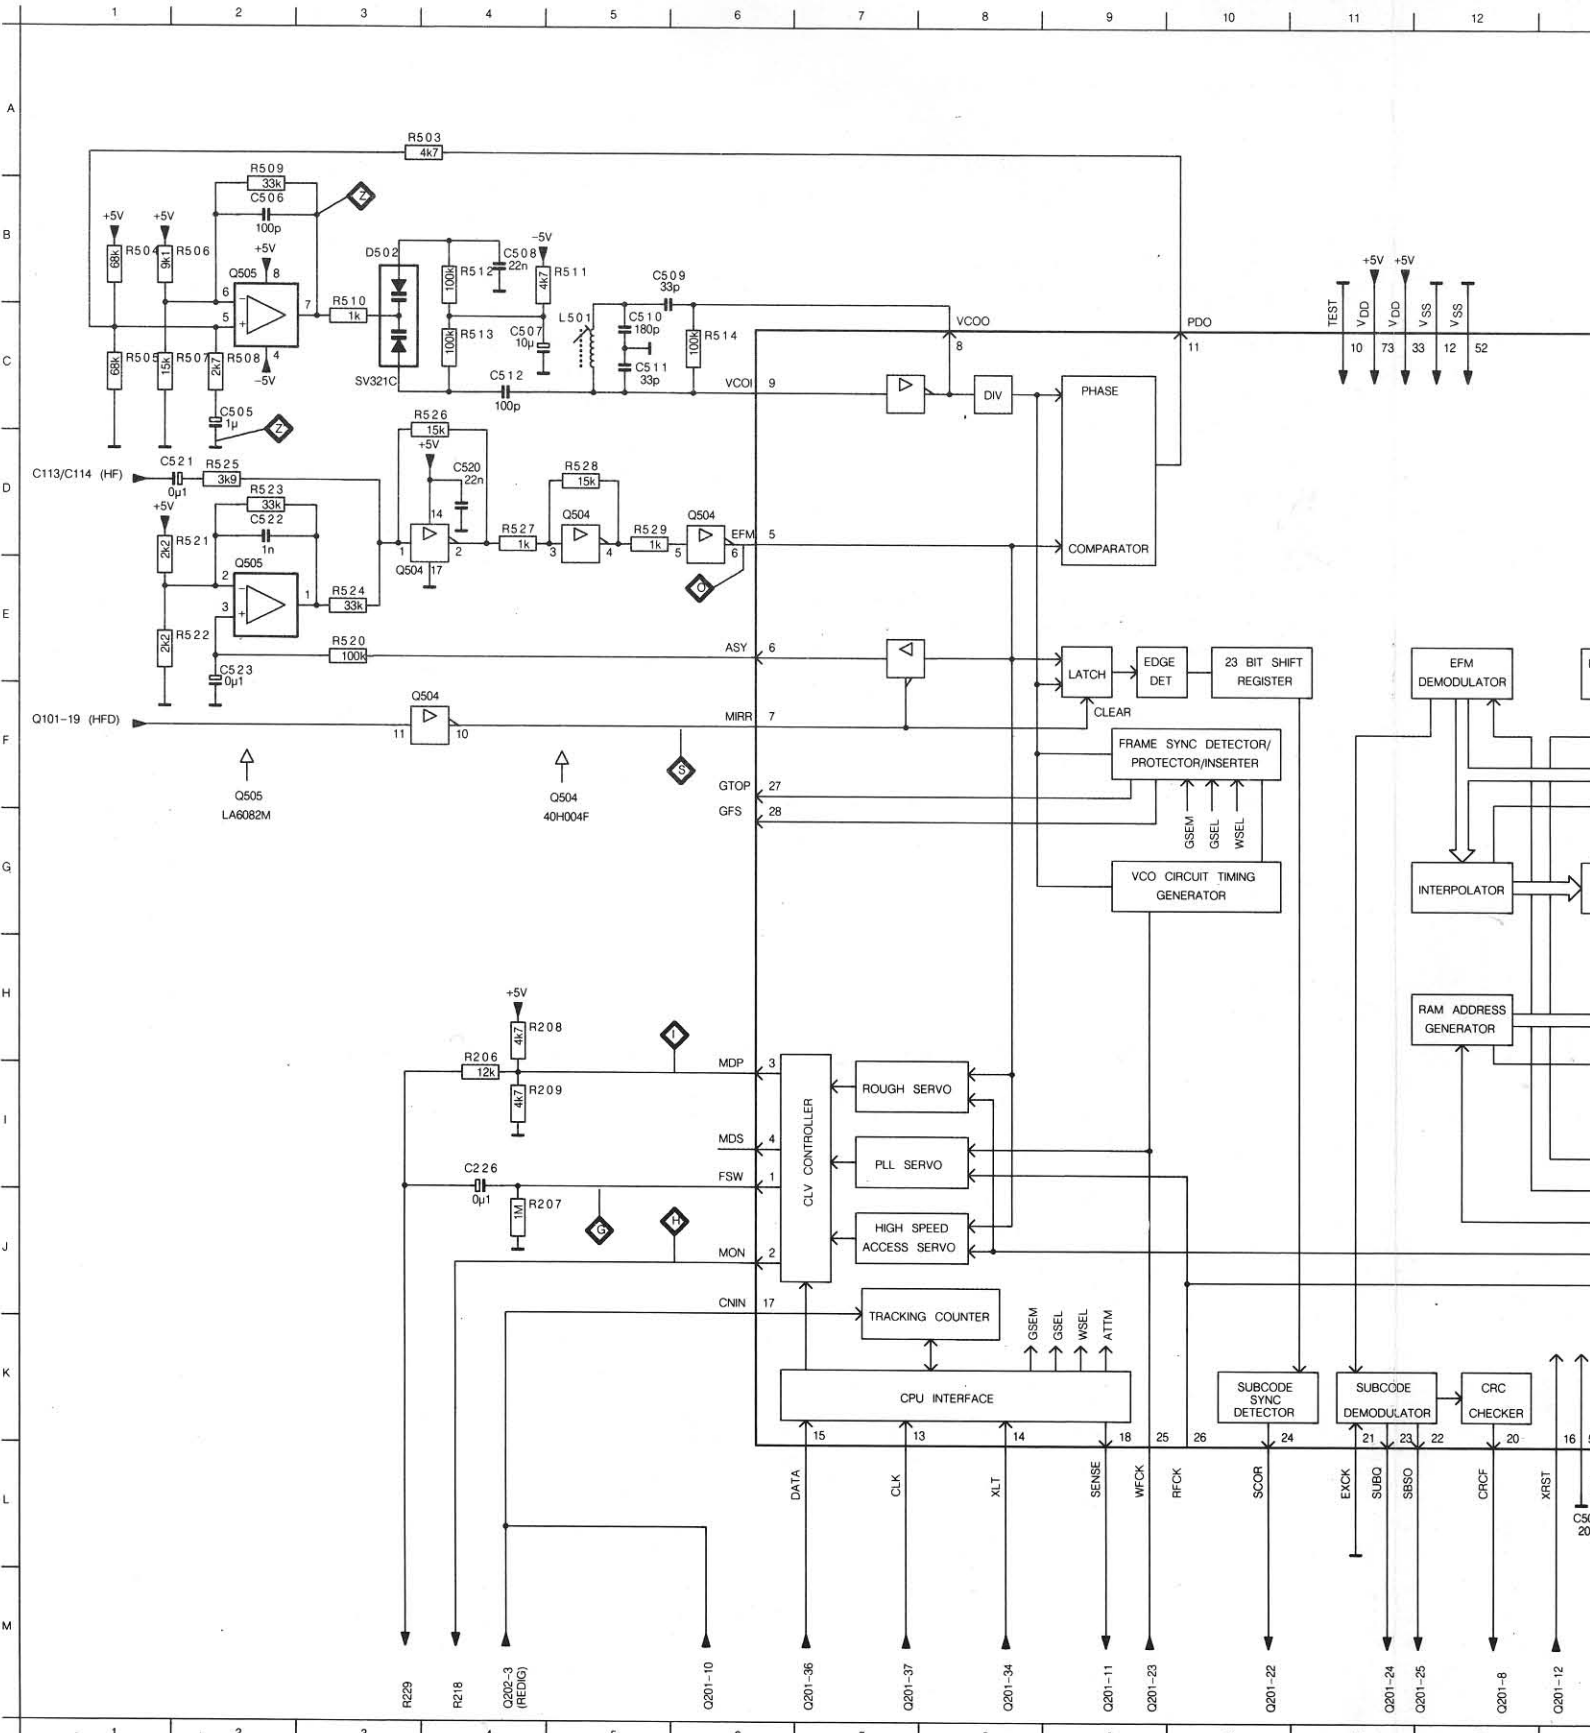 1 2 3 4 5 6 7 8 9 10 11 12
A
R503
4k7
R509
33k
C506
100p
Z
B
+5V +5V
68k R504 9k1 R506
+5V
Q505 8
6
7
5
4
-5V
R510
1k
D502
SV321C
100k R512
C508
22n
-5V
4k7 R511
100k R513
C507
10µ
L501
C509
33p
C510
180p
C511
33p
100k R514
C512
100p
C
68k R505 15k R507 2k7 R508
C505
1µ
Z
VCOO
8
PDO
11
VCOI 9
DIV
PHASE
COMPARATOR
+5V +5V
TEST VDD VDD VSS VSS
10 73 33 12 52
D
C113/C114 (HF)
C521
0µ1
R525
3k9
R523
33k
C522
1n
+5V
2k2 R521
R526
15k
+5V
C520
22n
14
1 2
Q504 17
R527
1k
R528
15k
Q504
3 4
R529
1k
Q504
5 6
EFM 5
O
E
Q505
2
3
1
R524
33k
2k2 R522
R520
100k
C523
0µ1
ASY 6
LATCH
EDGE
DET
23 BIT SHIFT
REGISTER
EFM
DEMODULATOR
CLEAR
F
Q101-19 (HFD)
Q504
11 10
MIRR 7
S
Q505
LA6082M
Q504
40H004F
FRAME SYNC DETECTOR/
PROTECTOR/INSERTER
GTOP 27
GFS 28
GSEM GSEL WSEL
G
VCO CIRCUIT TIMING
GENERATOR
INTERPOLATOR
H
+5V
4k7 R208
R206
12k
4k7 R209
I
MDP 3
RAM ADDRESS
GENERATOR
I
ROUGH SERVO
CLV CONTROLLER
MDS 4
PLL SERVO
FSW 1
C226
0µ1
1M R207
G
H
J
HIGH SPEED
ACCESS SERVO
MON 2
CNIN 17
TRACKING COUNTER
GSEM GSEL WSEL ATTM
K
CPU INTERFACE
SUBCODE
SYNC
DETECTOR
SUBCODE
DEMODULATOR
CRC
CHECKER
15 13 14 18 25 26 24 21 23 22 20 16
L
DATA CLK XLT SENSE WFCK RFCK SCOR EXCK SUBQ SBSO CRCF XRST
M
R229 R218 Q202-3
(REDIG) Q201-10 Q201-36 Q201-37 Q201-34 Q201-11 Q201-23 Q201-22 Q201-24 Q201-25 Q201-8 Q201-12